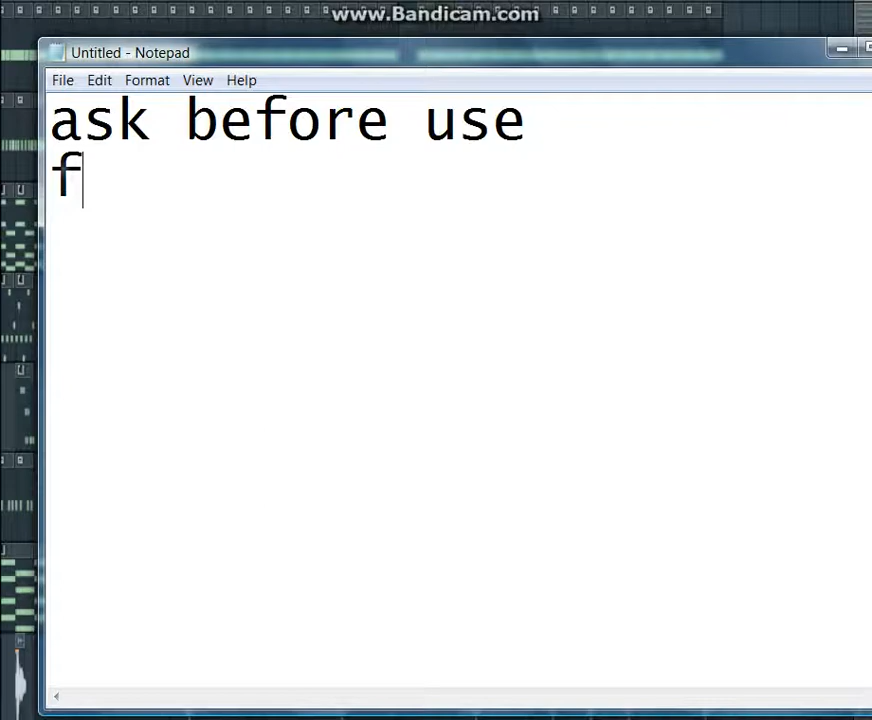 www.Bandicam.com
Untitled - Notepad
File Edit Format View Help
ask before use
f